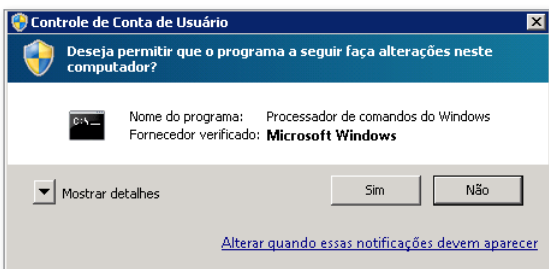 Controle de Conta de Usuário
Deseja permitir que o programa a seguir faça alterações neste
computador?
C:\_
Nome do programa: Processador de comandos do Windows
Fornecedor verificado: Microsoft Windows
Mostrar detalhes
Sim
Não
Alterar quando essas notificações devem aparecer